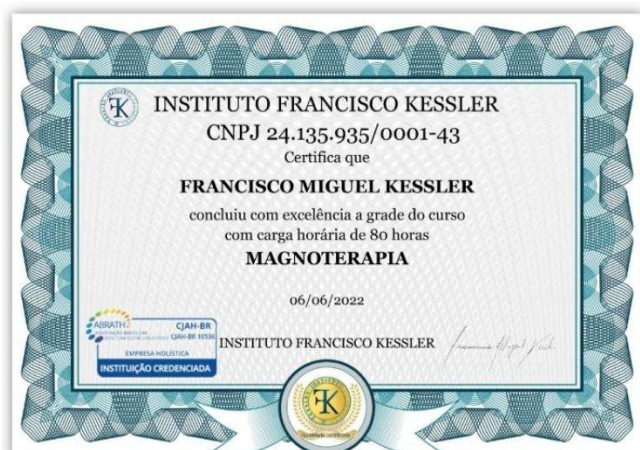 FK
INSTITUTO FRANCISCO KESSLER
CNPJ 24.135.935/0001-43
Certifica que
FRANCISCO MIGUEL KESSLER
concluiu com excelência a grade do curso
com carga horária de 80 horas
MAGNOTERAPIA
06/06/2022
ABRATH
CJAH-BR
EMPRESA HOLÍSTICA
INSTITUIÇÃO CREDENCIADA
INSTITUTO FRANCISCO KESSLER
FK